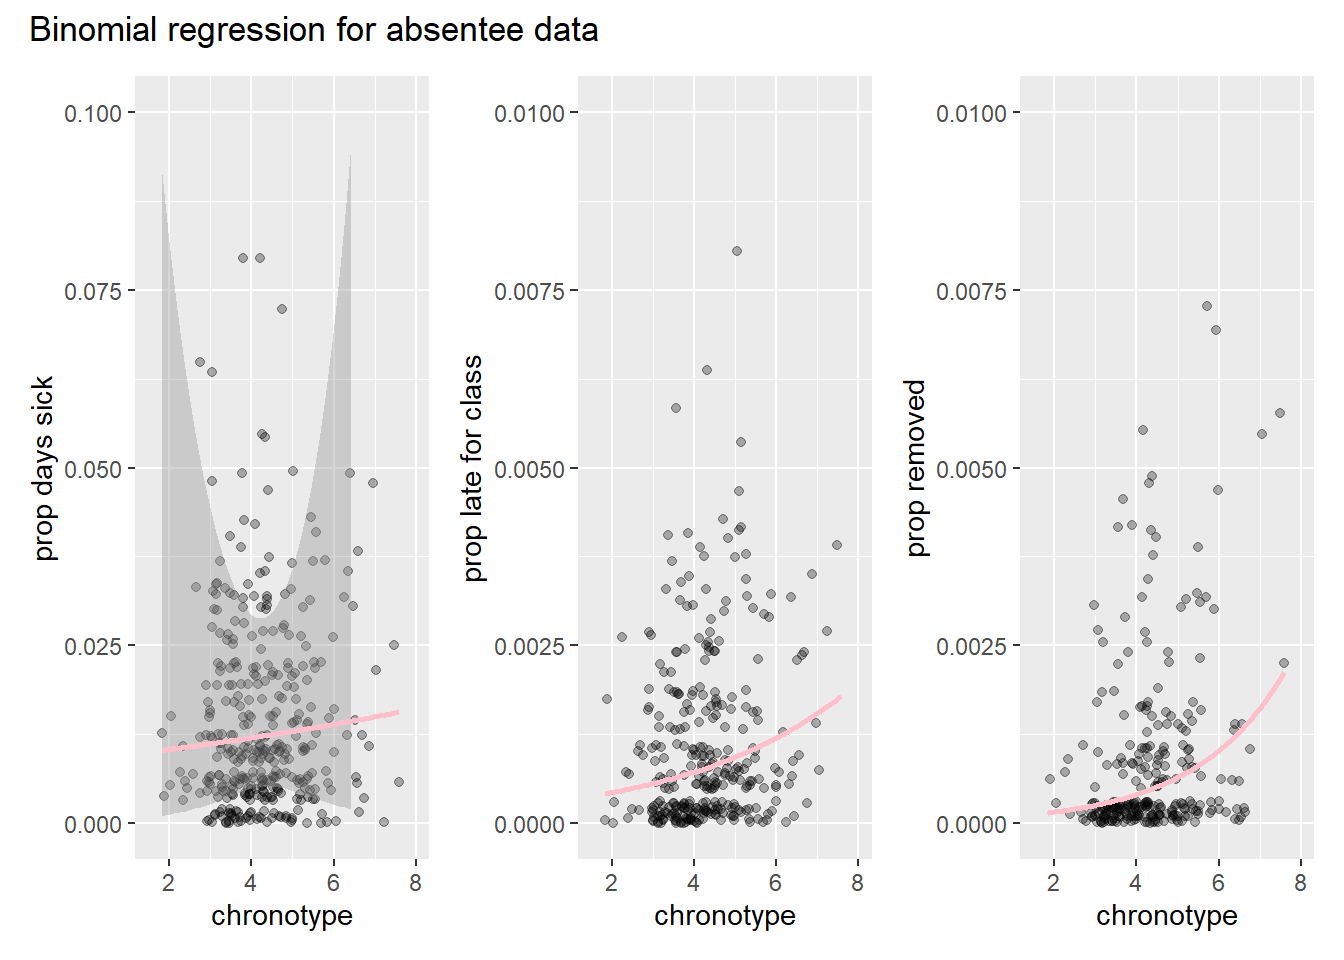 Binomial regression for absentee data
prop days sick
0.100
0.075
0.050
0.025
0.000
2 4 6 8
chronotype
prop late for class
0.0100
0.0075
0.0050
0.0025
0.0000
2 4 6 8
chronotype
prop removed
0.0100
0.0075
0.0050
0.0025
0.0000
2 4 6 8
chronotype